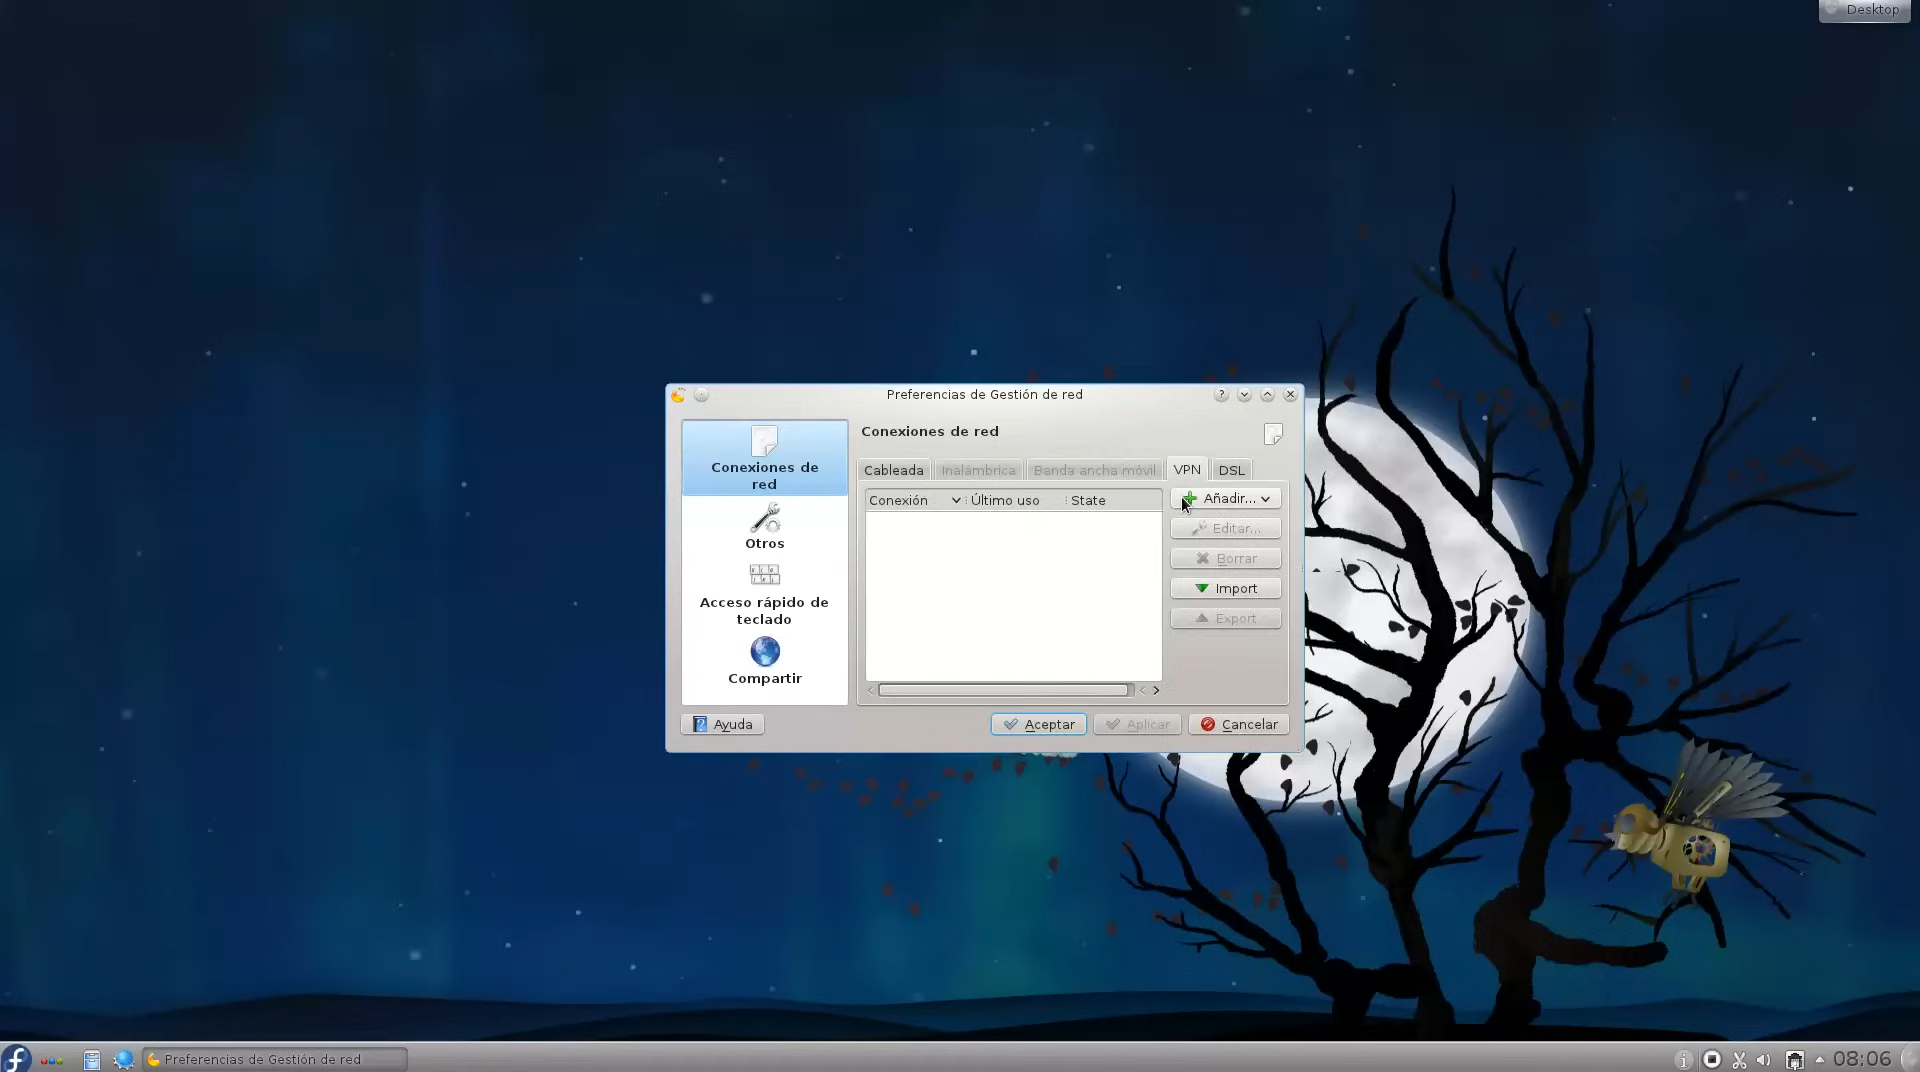 Desktop
Preferencias de Gestión de red
Conexiones de
red
Otros
Acceso rápido de
teclado
Compartir
Conexiones de red
Cableada Inalámbrica Banda ancha móvil VPN DSL
Conexión Último uso State
Añadir...
Editar...
Borrar
Import
Export
Ayuda Aceptar Aplicar Cancelar
Preferencias de Gestión de red 08:06